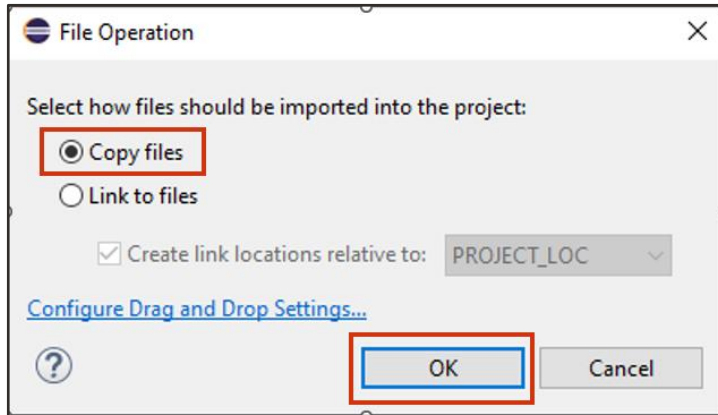 File Operation
Select how files should be imported into the project:
Copy files
Link to files
Create link locations relative to: PROJECT_LOC
Configure Drag and Drop Settings...
? OK Cancel